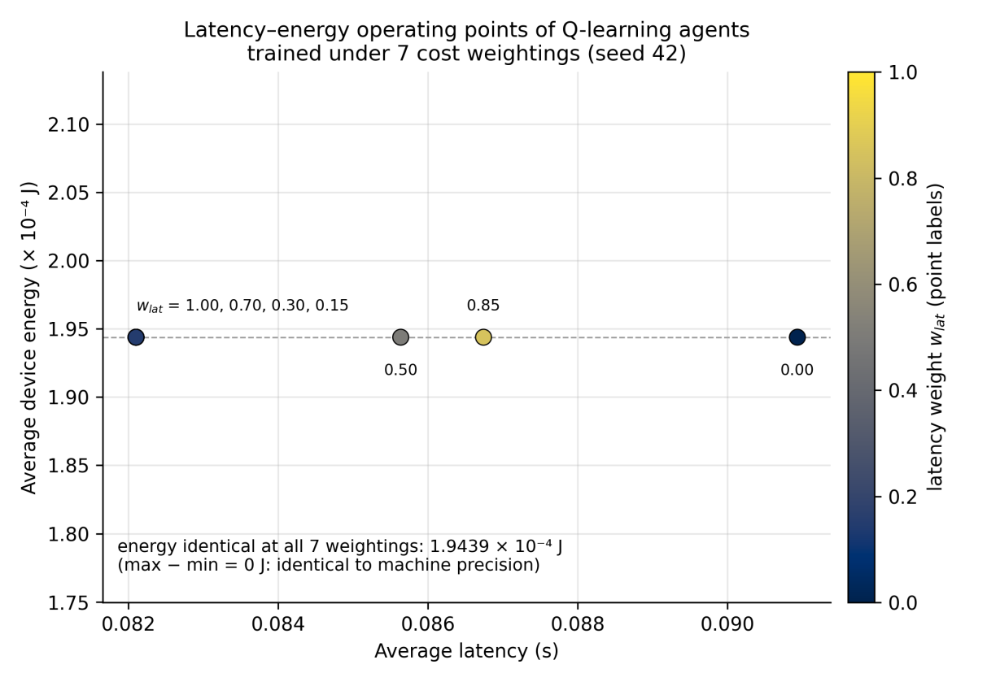 Latency–energy operating points of Q-learning agents
trained under 7 cost weightings (seed 42)
Average device energy (× 10⁻⁴ J)
2.10
2.05
2.00
1.95
1.90
1.85
1.80
1.75
w_lat = 1.00, 0.70, 0.30, 0.15
0.85
0.50
0.00
energy identical at all 7 weightings: 1.9439 × 10⁻⁴ J
(max − min = 0 J: identical to machine precision)
0.082
0.084
0.086
0.088
0.090
Average latency (s)
1.0
0.8
0.6
0.4
0.2
0.0
latency weight w_lat (point labels)